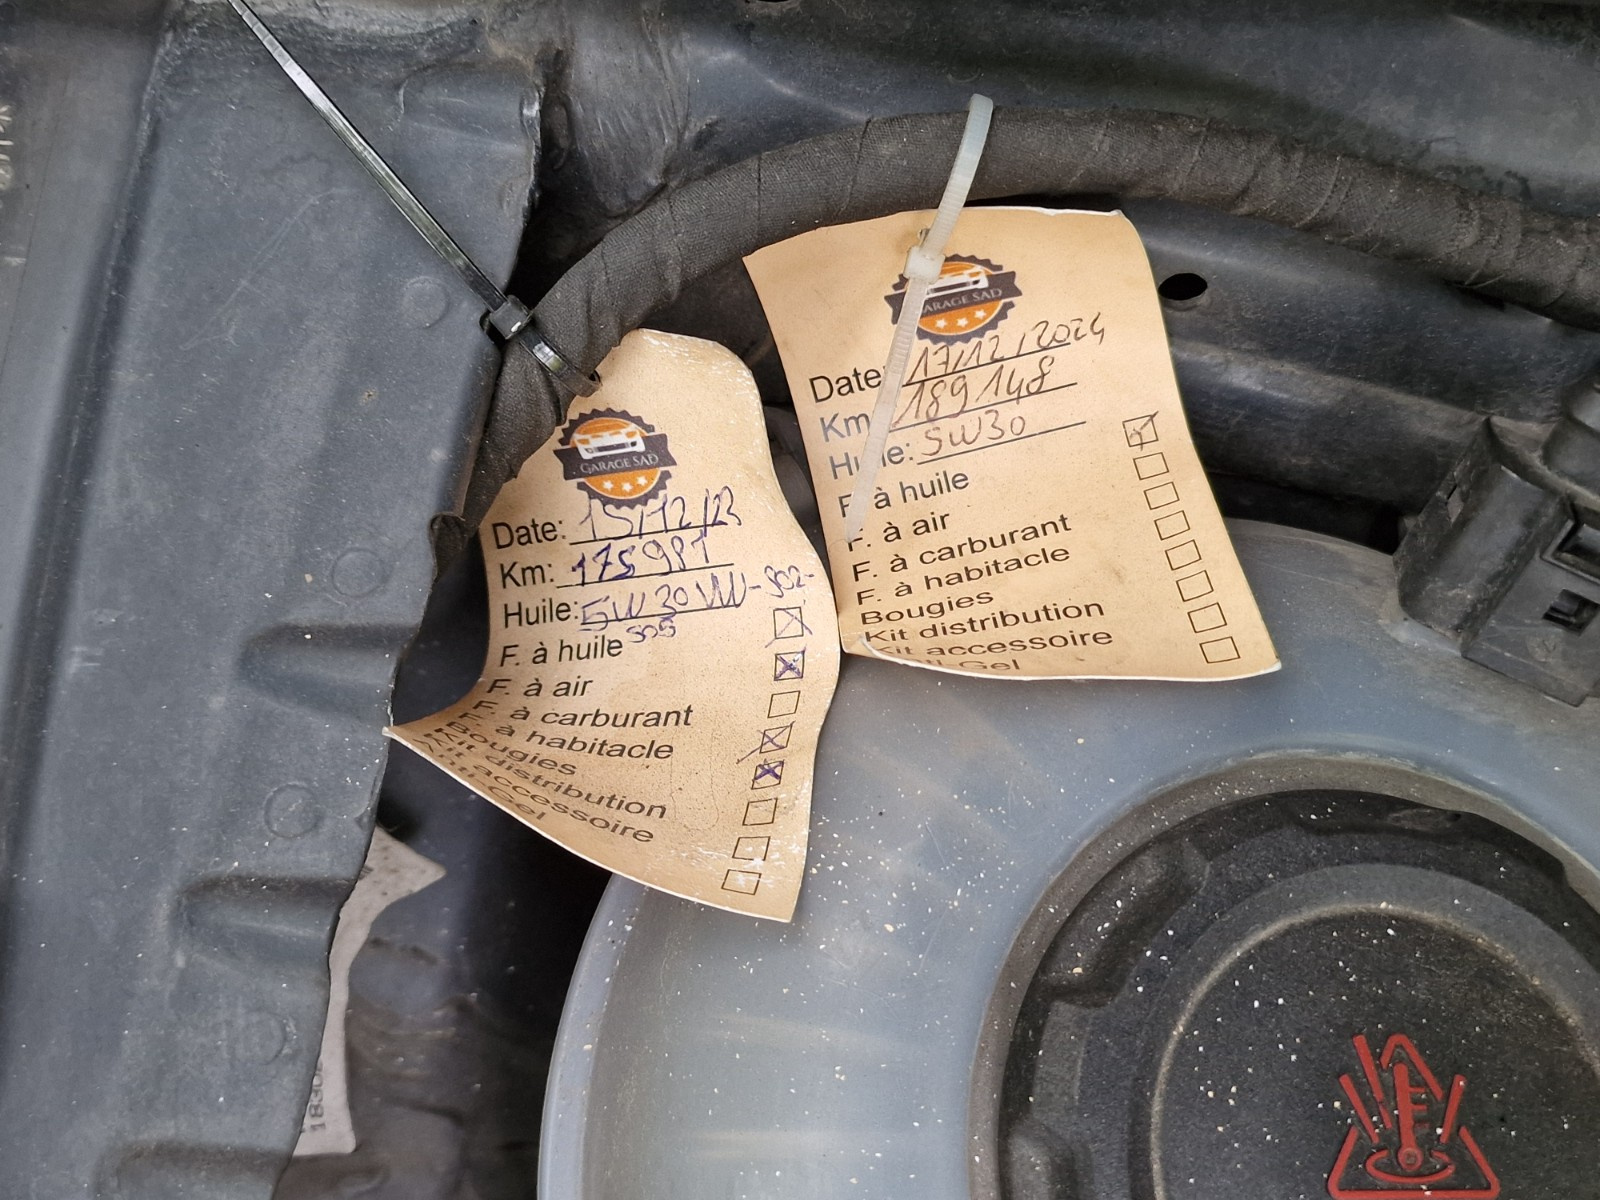 GARAGE SAD
Date: 15/12/23
Km: 175981
Huile: 5W30 VW-502-
505
F. à huile
F. à air
F. à carburant
F. à habitacle
Bougies
Kit distribution
Kit accessoire
Gel
GARAGE SAD
Date: 17/12/2024
Km 189148
Huile: 5W30
F. à huile
F. à air
F. à carburant
F. à habitacle
Bougies
Kit distribution
Kit accessoire
Gel